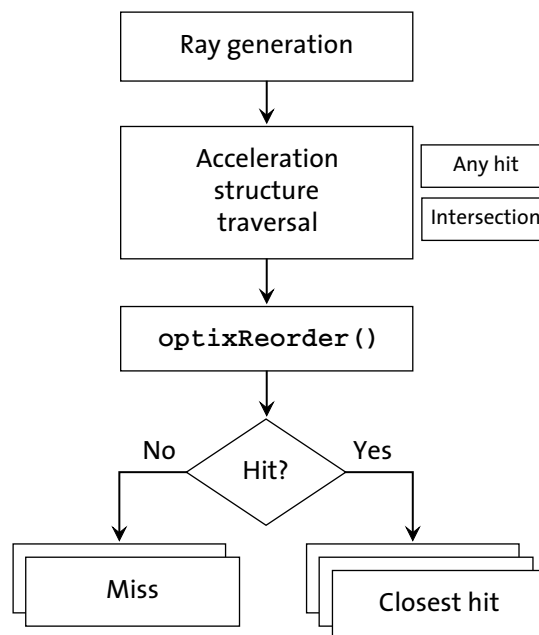 Ray generation
Acceleration
structure
traversal
Any hit
Intersection
optixReorder()
Hit?
No
Yes
Miss
Closest hit